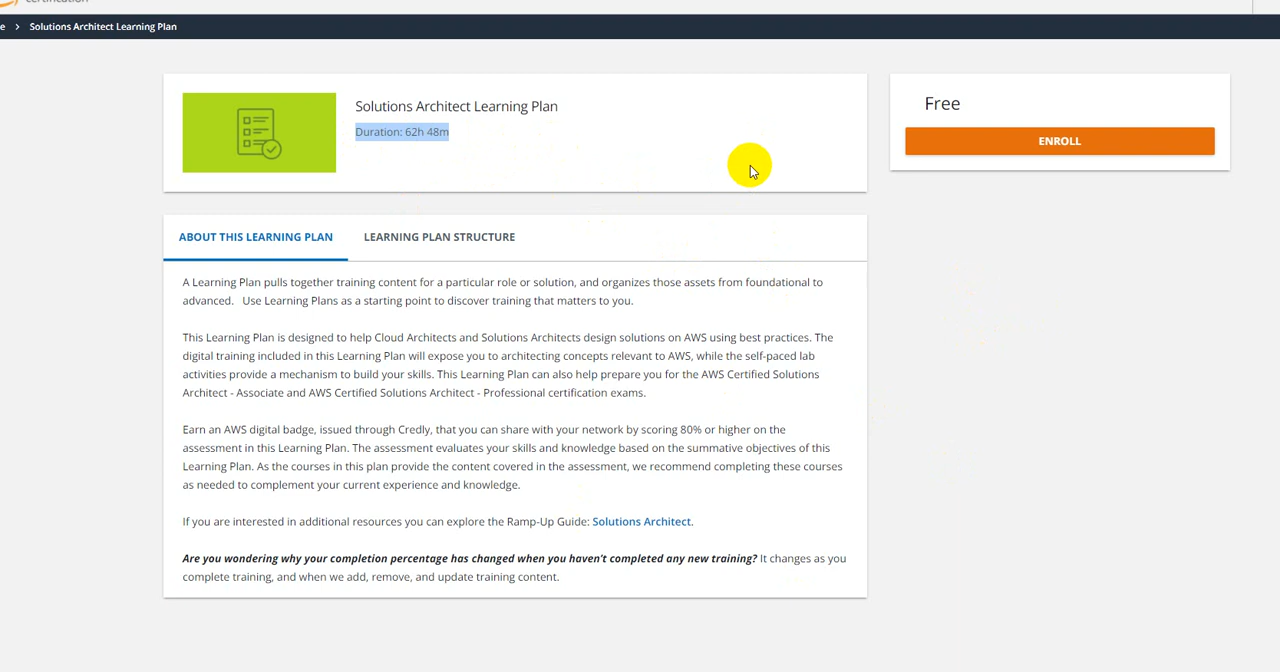 certification
e > Solutions Architect Learning Plan
Solutions Architect Learning Plan
Duration: 62h 48m
Free
ENROLL
ABOUT THIS LEARNING PLAN
LEARNING PLAN STRUCTURE
A Learning Plan pulls together training content for a particular role or solution, and organizes those assets from foundational to
advanced.   Use Learning Plans as a starting point to discover training that matters to you.
This Learning Plan is designed to help Cloud Architects and Solutions Architects design solutions on AWS using best practices. The
digital training included in this Learning Plan will expose you to architecting concepts relevant to AWS, while the self-paced lab
activities provide a mechanism to build your skills. This Learning Plan can also help prepare you for the AWS Certified Solutions
Architect - Associate and AWS Certified Solutions Architect - Professional certification exams.
Earn an AWS digital badge, issued through Credly, that you can share with your network by scoring 80% or higher on the
assessment in this Learning Plan. The assessment evaluates your skills and knowledge based on the summative objectives of this
Learning Plan. As the courses in this plan provide the content covered in the assessment, we recommend completing these courses
as needed to complement your current experience and knowledge.
If you are interested in additional resources you can explore the Ramp-Up Guide: Solutions Architect.
Are you wondering why your completion percentage has changed when you haven't completed any new training? It changes as you
complete training, and when we add, remove, and update training content.